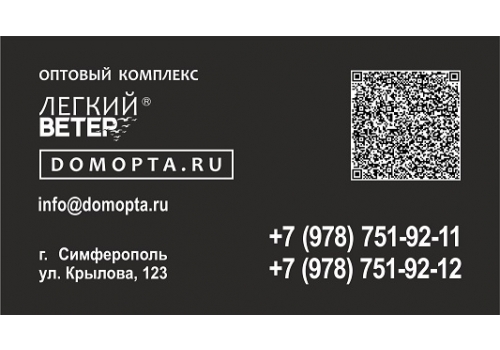 ОПТОВЫЙ КОМПЛЕКС
ЛЕГКИЙ®
ВЕТЕР
DOMOPTA.RU
info@domopta.ru
г. Симферополь
ул. Крылова, 123
+7 (978) 751-92-11
+7 (978) 751-92-12